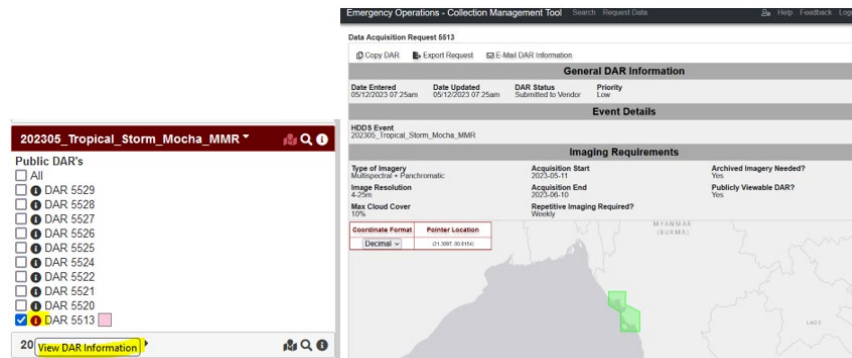 Emergency Operations - Collection Management Tool Search Request Data Help Feedback
Data Acquisition Request 5513
Copy DAR Export Request E-Mail DAR Information
General DAR Information
Date Entered Date Updated DAR Status Priority
05/12/2023 07:25am 05/12/2023 07:25am Submitted to Vendor Low
Event Details
HDDS Event
202305_Tropical_Storm_Mocha_MMR
Imaging Requirements
Type of Imagery Acquisition Start Archived Imagery Needed?
Multispectral + Panchromatic 2023-05-11 Yes
Image Resolution Acquisition End Publicly Viewable DAR?
4-25m 2023-06-10 Yes
Max Cloud Cover Repetitive Imaging Required?
10% Weekly
Coordinate Format Pointer Location
Decimal
MYANMAR
(BURMA)
LAOS
202305_Tropical_Storm_Mocha_MMR
Public DAR's
All
DAR 5529
DAR 5528
DAR 5527
DAR 5526
DAR 5525
DAR 5524
DAR 5522
DAR 5521
DAR 5520
DAR 5513
20
View DAR Information